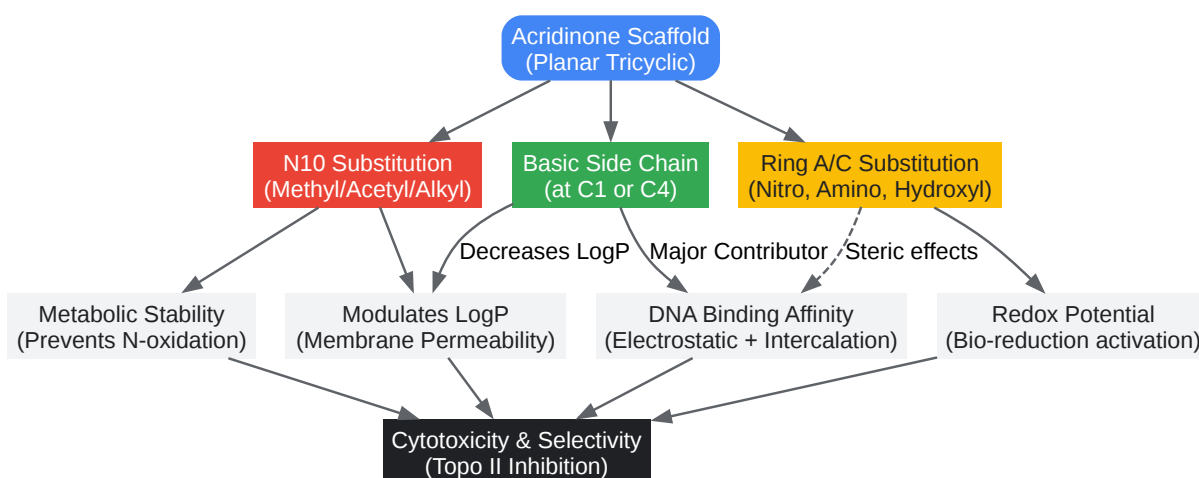 Acridinone Scaffold
(Planar Tricyclic)
N10 Substitution
(Methyl/Acetyl/Alkyl)
Basic Side Chain
(at C1 or C4)
Ring A/C Substitution
(Nitro, Amino, Hydroxyl)
Decreases LogP
Major Contributor
Steric effects
Metabolic Stability
(Prevents N-oxidation)
Modulates LogP
(Membrane Permeability)
DNA Binding Affinity
(Electrostatic + Intercalation)
Redox Potential
(Bio-reduction activation)
Cytotoxicity & Selectivity
(Topo II Inhibition)